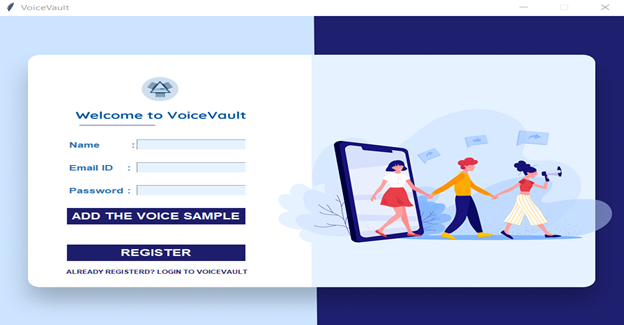 VoiceVault
Welcome to VoiceVault
Name :
Email ID :
Password :
ADD THE VOICE SAMPLE
REGISTER
ALREADY REGISTERD? LOGIN TO VOICEVAULT